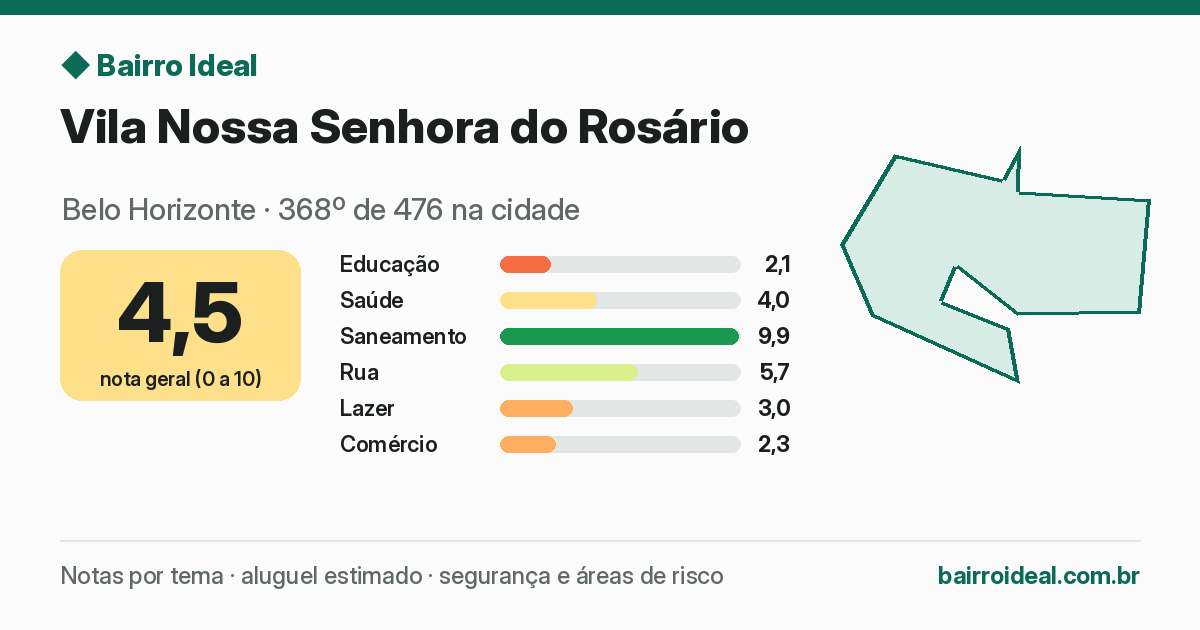 Bairro Ideal
Vila Nossa Senhora do Rosário
Belo Horizonte · 368º de 476 na cidade
4,5
nota geral (0 a 10)
Educação 2,1
Saúde 4,0
Saneamento 9,9
Rua 5,7
Lazer 3,0
Comércio 2,3
Notas por tema · aluguel estimado · segurança e áreas de risco
bairroideal.com.br